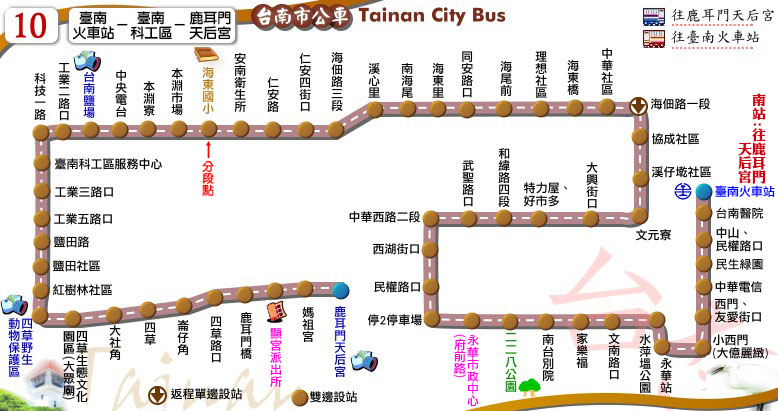 10
臺南
火車站
臺南
科工區
鹿耳門
天后宮
台南市公車 Tainan City Bus
往鹿耳門天后宮
往臺南火車站
科技一路
工業二路口
台南鹽場
中央電台
本淵寮
本淵市場
海東國小
安南衛生所
仁安路
仁安四街口
海佃路三段
溪心里
南海尾
海東里
同安路口
海尾前
理想社區
海東橋
中華社區
海佃路一段
協成社區
溪仔墘社區
文元寮
大興街口
特力屋、
好市多
和緯路四段
武聖路口
中華西路二段
西湖街口
民權路口
停2停車場
永華市政中心
(府前路)
二二八公園
南台別院
家樂福
文南路口
水萍塭公園
永華站
小西門
(大億麗緻)
西門、
友愛街口
中華電信
民生綠園
中山、
民權路口
台南醫院
臺南火車站
南站:往鹿耳門
天后宮
分段點
臺南科工區服務中心
工業三路口
工業五路口
鹽田路
鹽田社區
紅樹林社區
四草野生
動物保護區
四草生態文化
園區(大眾廟)
大社角
四草
崙仔角
四草路口
鹿耳門橋
顯宮派出所
媽祖宮
鹿耳門天后宮
返程單邊設站
雙邊設站
台
Tainan